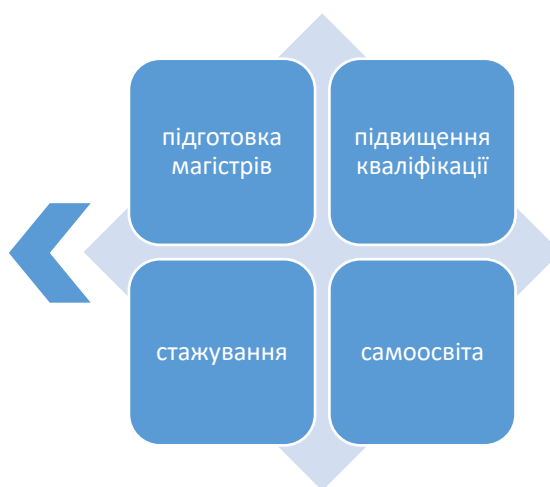 підготовка
магістрів
підвищення
кваліфікації
стажування
самоосвіта